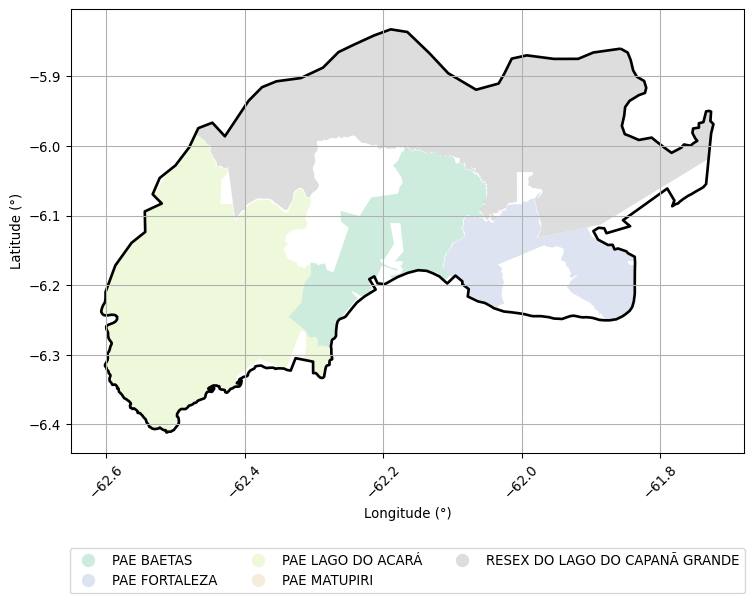 −5.9
−6.0
−6.1
−6.2
−6.3
−6.4
Latitude (°)
−62.6
−62.4
−62.2
−62.0
−61.8
Longitude (°)
PAE BAETAS
PAE LAGO DO ACARÁ
RESEX DO LAGO DO CAPANÃ GRANDE
PAE FORTALEZA
PAE MATUPIRI